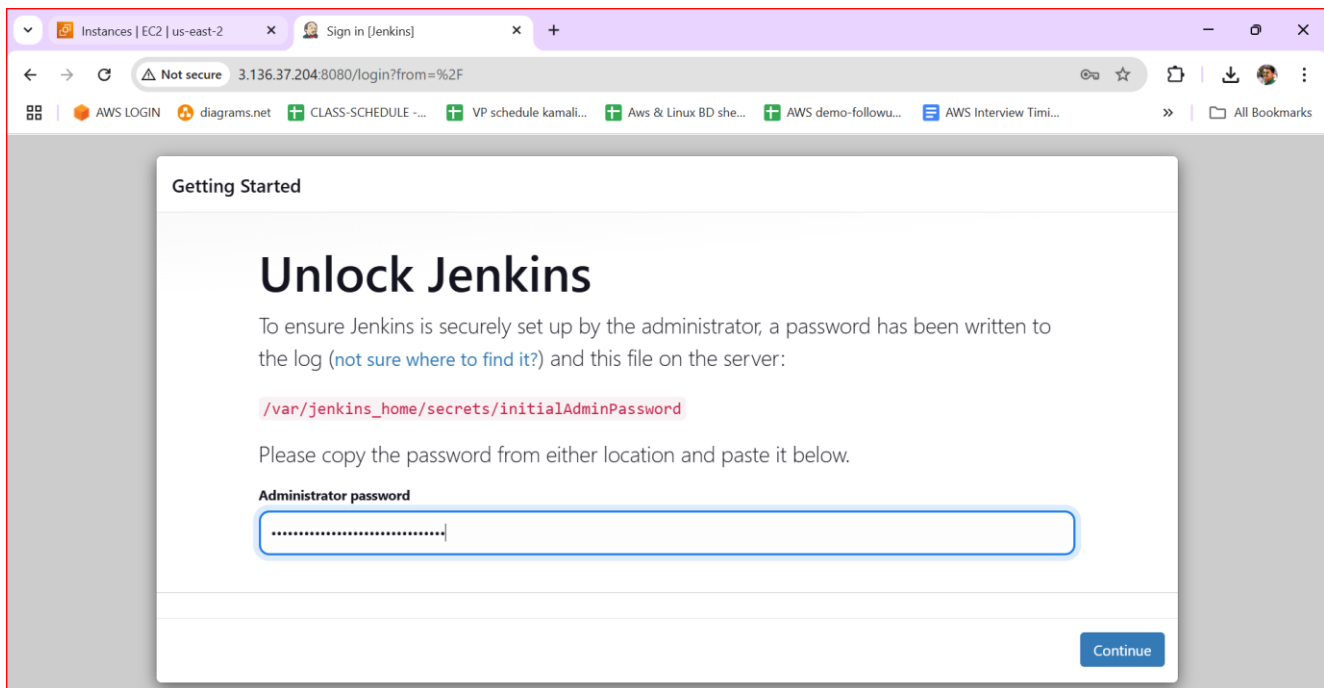 Instances | EC2 | us-east-2
Sign in [Jenkins]
Not secure 3.136.37.204:8080/login?from=%2F
AWS LOGIN diagrams.net CLASS-SCHEDULE -... VP schedule kamali... Aws & Linux BD she... AWS demo-followu... AWS Interview Timi... » All Bookmarks
Getting Started
Unlock Jenkins
To ensure Jenkins is securely set up by the administrator, a password has been written to
the log (not sure where to find it?) and this file on the server:
/var/jenkins_home/secrets/initialAdminPassword
Please copy the password from either location and paste it below.
Administrator password
Continue